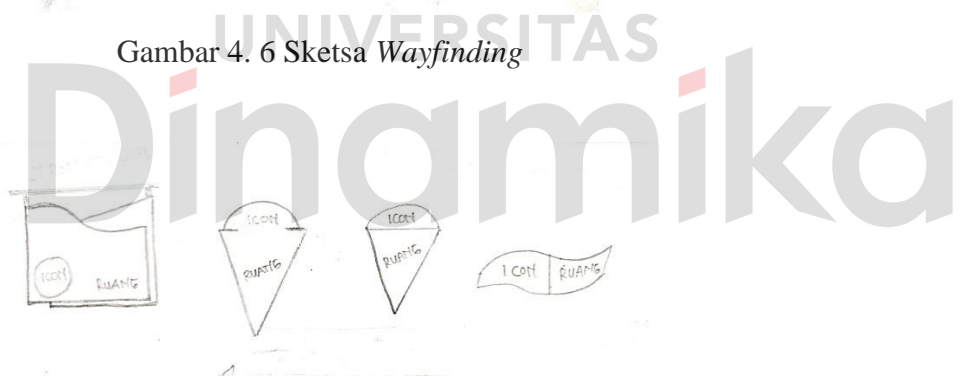 UNIVERSITAS
Gambar 4. 6 Sketsa Wayfinding
Dinamika
ICON RUANG
ICON
RUANG
ICON
RUANG
ICON RUANG